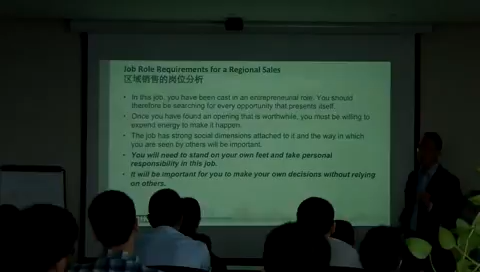 Job Role Requirements for a Regional Sales
区域销售的岗位分析
• In this job, you have been cast in an entrepreneurial role. You should
therefore be searching for every opportunity that presents itself.
• Once you have found an opening that is worthwhile, you must be willing to
expend energy to make it happen.
• The job has strong social dimensions attached to it and the way in which
you are seen by others will be important.
• You will need to stand on your own feet and take personal
responsibility in this job.
• It will be important for you to make your own decisions without relying
on others.